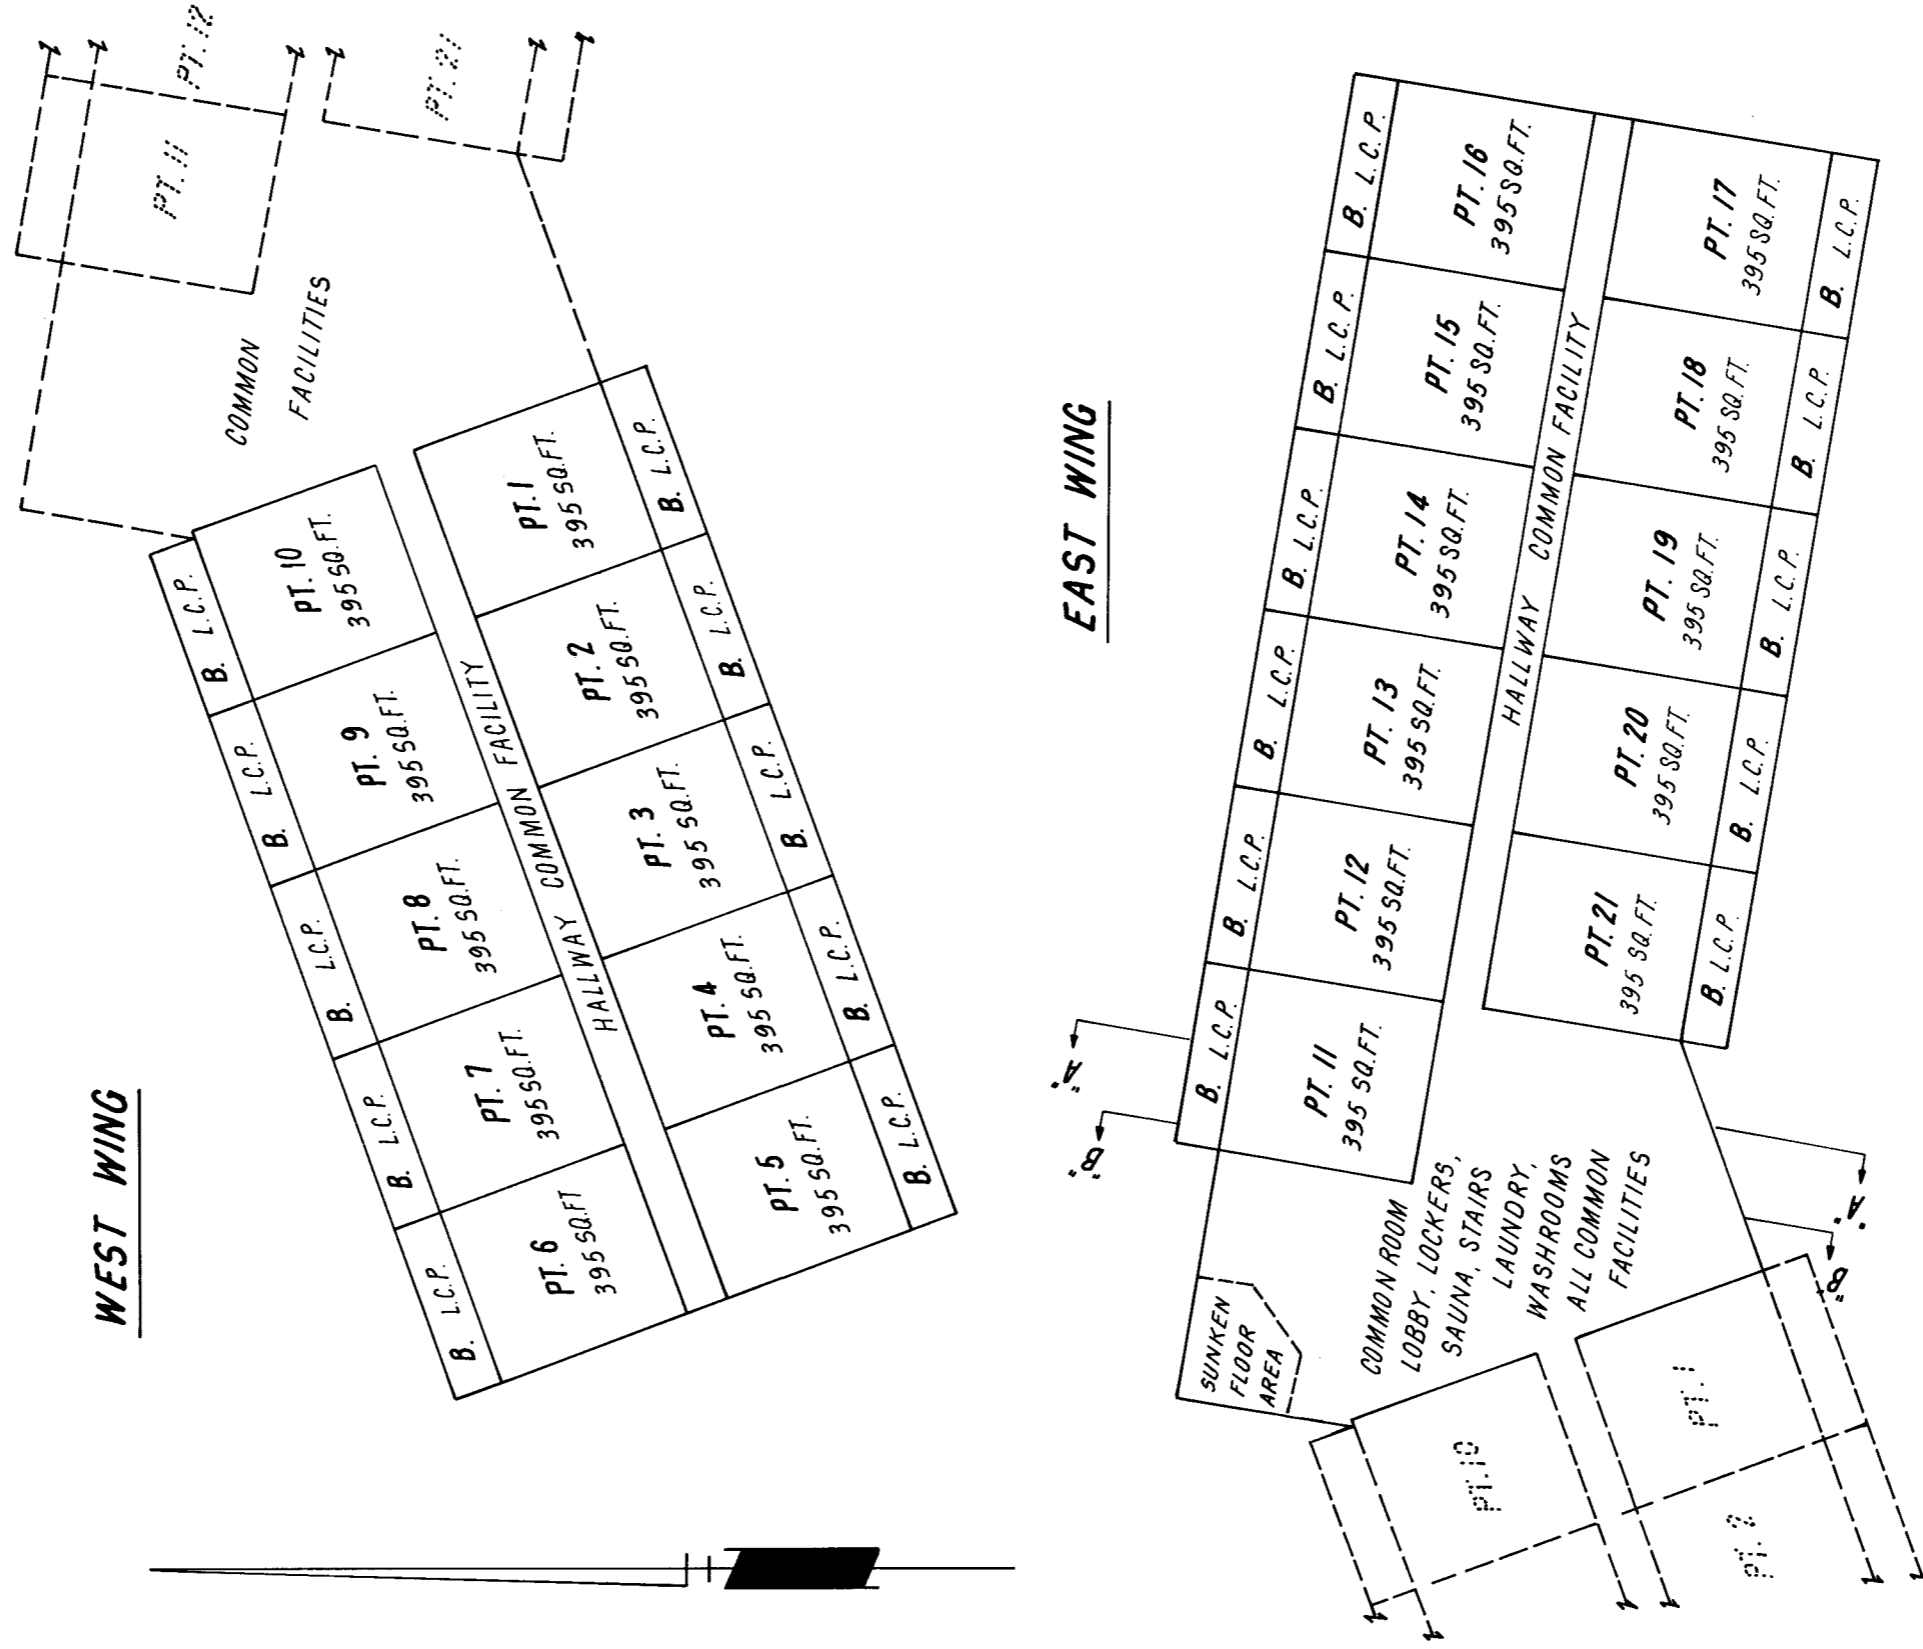 WEST WING
B. L.C.P.
PT. 6
395 SQ.FT
B. L.C.P.
PT. 7
395 SQ.FT.
B. L.C.P.
PT. 8
395 SQ.FT.
B. L.C.P.
PT. 9
395 SQ.FT.
B. L.C.P.
PT. 10
395 SQ.FT.
HALLWAY COMMON FACILITY
PT. 5
395 SQ.FT.
B. L.C.P.
PT. 4
395 SQ.FT.
B. L.C.P.
PT. 3
395 SQ.FT.
B. L.C.P.
PT. 2
395 SQ.FT.
B. L.C.P.
PT. 1
395 SQ.FT.
B. L.C.P.
COMMON
FACILITIES
PT. 11
PT. 12
PT. 21
EAST WING
"A"
"B"
B. L.C.P.
PT. 11
395 SQ.FT.
B. L.C.P.
PT. 12
395 SQ.FT.
B. L.C.P.
PT. 13
395 SQ.FT.
B. L.C.P.
PT. 14
395 SQ.FT.
B. L.C.P.
PT. 15
395 SQ.FT.
B. L.C.P.
PT. 16
395 SQ.FT.
HALLWAY COMMON FACILITY
PT. 21
395 SQ.FT.
B. L.C.P.
PT. 20
395 SQ.FT.
B. L.C.P.
PT. 19
395 SQ.FT.
B. L.C.P.
PT. 18
395 SQ.FT.
B. L.C.P.
PT. 17
395 SQ.FT.
B. L.C.P.
SUNKEN
FLOOR
AREA
COMMON ROOM
LOBBY, LOCKERS,
SAUNA, STAIRS
LAUNDRY,
WASHROOMS
ALL COMMON
FACILITIES
"A"
"B"
PT. 10
PT. 1
PT. 2